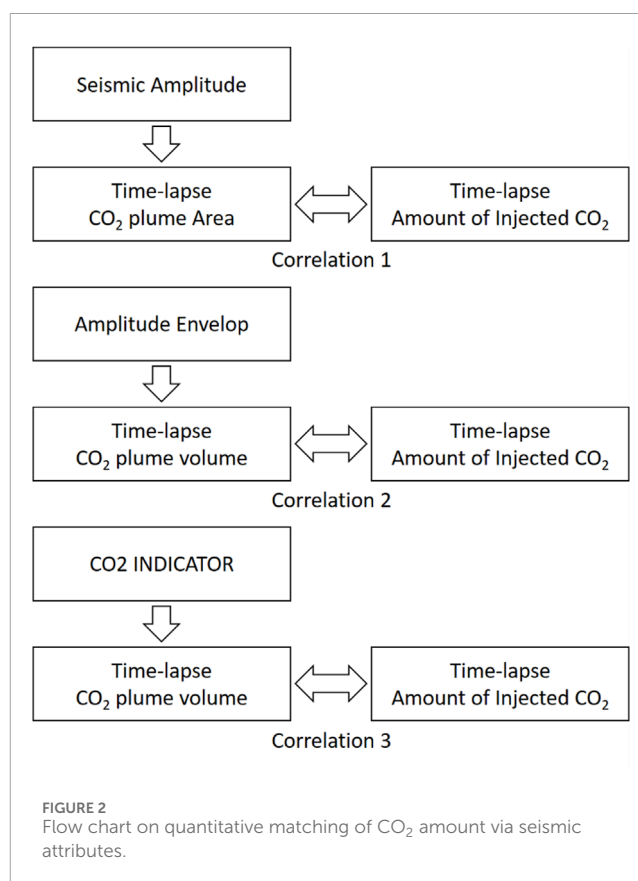 Seismic Amplitude
Time-lapse
CO₂ plume Area
Time-lapse
Amount of Injected CO₂
Correlation 1
Amplitude Envelop
Time-lapse
CO₂ plume volume
Time-lapse
Amount of Injected CO₂
Correlation 2
CO2 INDICATOR
Time-lapse
CO₂ plume volume
Time-lapse
Amount of Injected CO₂
Correlation 3
FIGURE 2
Flow chart on quantitative matching of CO₂ amount via seismic
attributes.